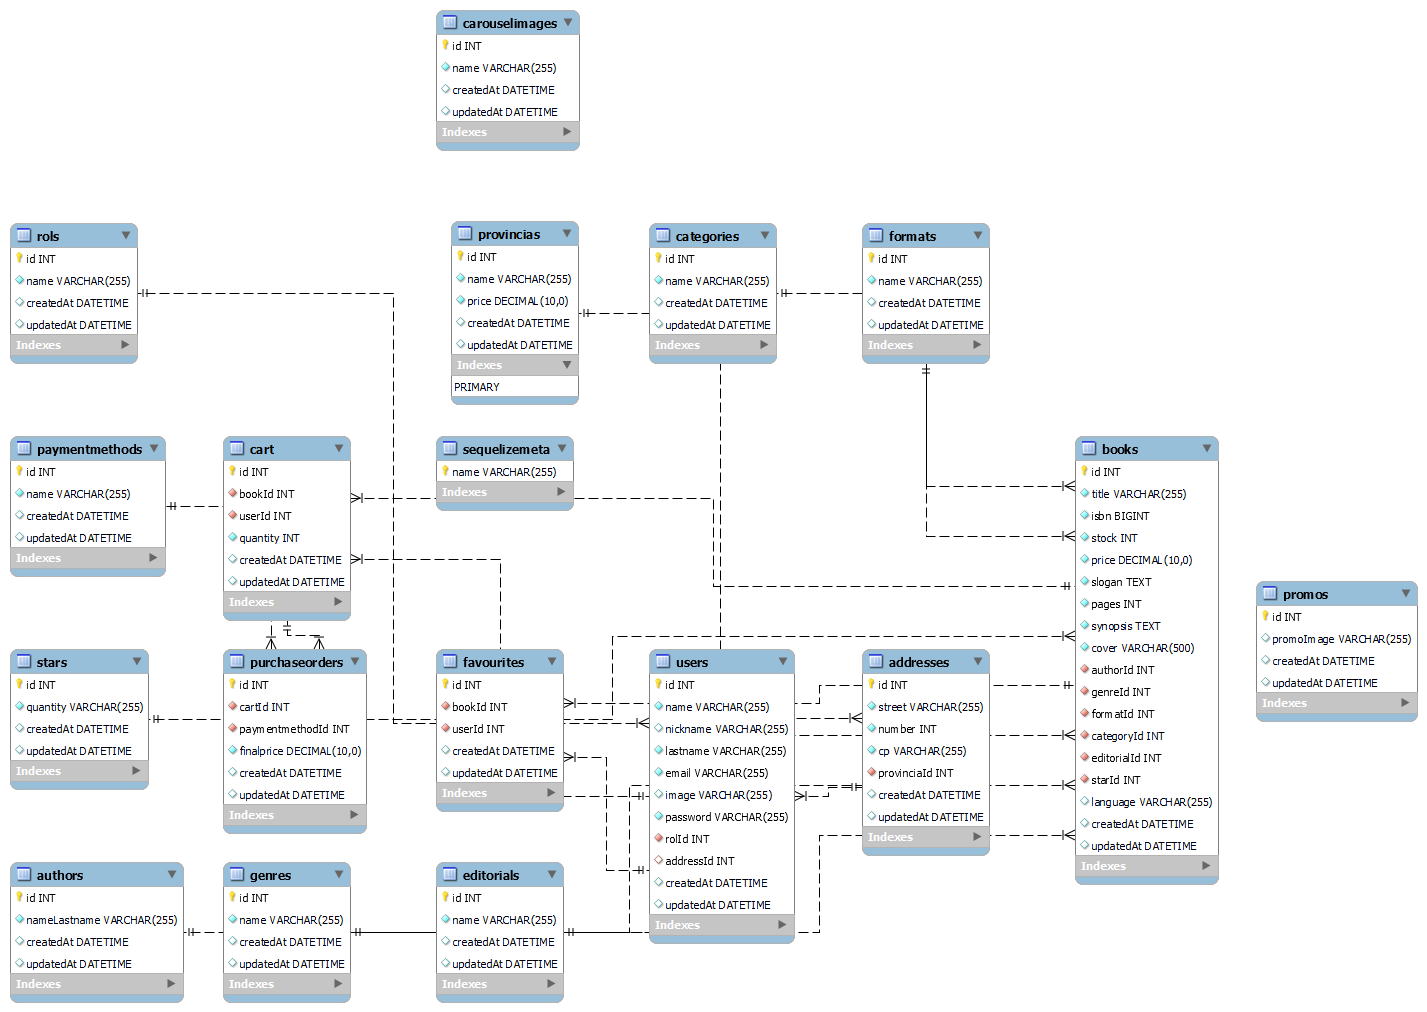 carouselimages
id INT
name VARCHAR(255)
createdAt DATETIME
updatedAt DATETIME
Indexes
rols
id INT
name VARCHAR(255)
createdAt DATETIME
updatedAt DATETIME
Indexes
provincias
id INT
name VARCHAR(255)
price DECIMAL(10,0)
createdAt DATETIME
updatedAt DATETIME
Indexes
PRIMARY
categories
id INT
name VARCHAR(255)
createdAt DATETIME
updatedAt DATETIME
Indexes
formats
id INT
name VARCHAR(255)
createdAt DATETIME
updatedAt DATETIME
Indexes
paymentmethods
id INT
name VARCHAR(255)
createdAt DATETIME
updatedAt DATETIME
Indexes
cart
id INT
bookId INT
userId INT
quantity INT
createdAt DATETIME
updatedAt DATETIME
Indexes
sequelizemeta
name VARCHAR(255)
Indexes
books
id INT
title VARCHAR(255)
isbn BIGINT
stock INT
price DECIMAL(10,0)
slogan TEXT
pages INT
synopsis TEXT
cover VARCHAR(500)
authorId INT
genreId INT
formatId INT
categoryId INT
editorialId INT
starId INT
language VARCHAR(255)
createdAt DATETIME
updatedAt DATETIME
Indexes
promos
id INT
promoImage VARCHAR(255)
createdAt DATETIME
updatedAt DATETIME
Indexes
stars
id INT
quantity VARCHAR(255)
createdAt DATETIME
updatedAt DATETIME
Indexes
purchaseorders
id INT
cartId INT
paymentmethodId INT
finalprice DECIMAL(10,0)
createdAt DATETIME
updatedAt DATETIME
Indexes
favourites
id INT
bookId INT
userId INT
createdAt DATETIME
updatedAt DATETIME
Indexes
users
id INT
name VARCHAR(255)
nickname VARCHAR(255)
lastname VARCHAR(255)
email VARCHAR(255)
image VARCHAR(255)
password VARCHAR(255)
rolId INT
addressId INT
createdAt DATETIME
updatedAt DATETIME
Indexes
addresses
id INT
street VARCHAR(255)
number INT
cp VARCHAR(255)
provinciaId INT
createdAt DATETIME
updatedAt DATETIME
Indexes
authors
id INT
nameLastname VARCHAR(255)
createdAt DATETIME
updatedAt DATETIME
Indexes
genres
id INT
name VARCHAR(255)
createdAt DATETIME
updatedAt DATETIME
Indexes
editorials
id INT
name VARCHAR(255)
createdAt DATETIME
updatedAt DATETIME
Indexes